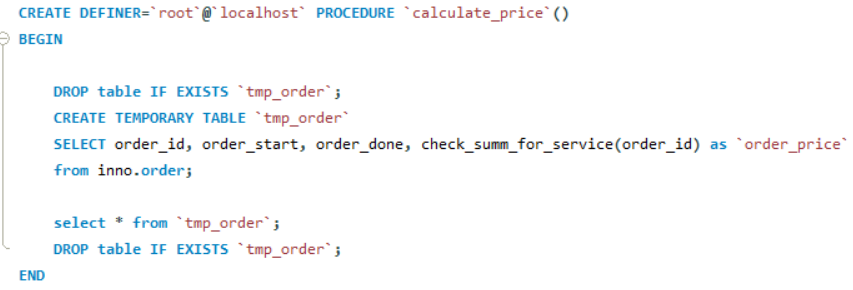 CREATE DEFINER=`root`@`localhost` PROCEDURE `calculate_price`()
BEGIN
DROP table IF EXISTS `tmp_order`;
CREATE TEMPORARY TABLE `tmp_order`
SELECT order_id, order_start, order_done, check_summ_for_service(order_id) as `order_price`
from inno.order;
select * from `tmp_order`;
DROP table IF EXISTS `tmp_order`;
END